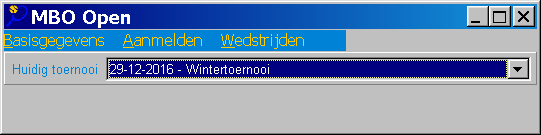 MBO Open
Basisgegevens Aanmelden Wedstrijden
Huidig toernooi 29-12-2016 - Wintertoernooi